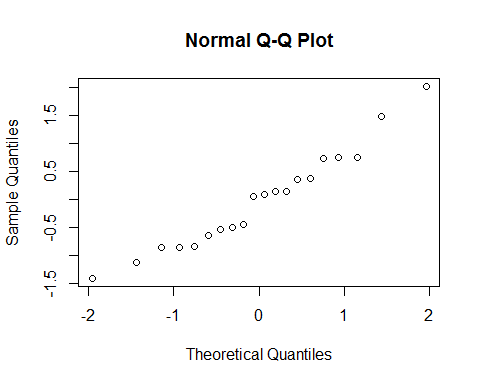 Normal Q-Q Plot
Sample Quantiles
1.5
0.5
-0.5
-1.5
-2 -1 0 1 2
Theoretical Quantiles